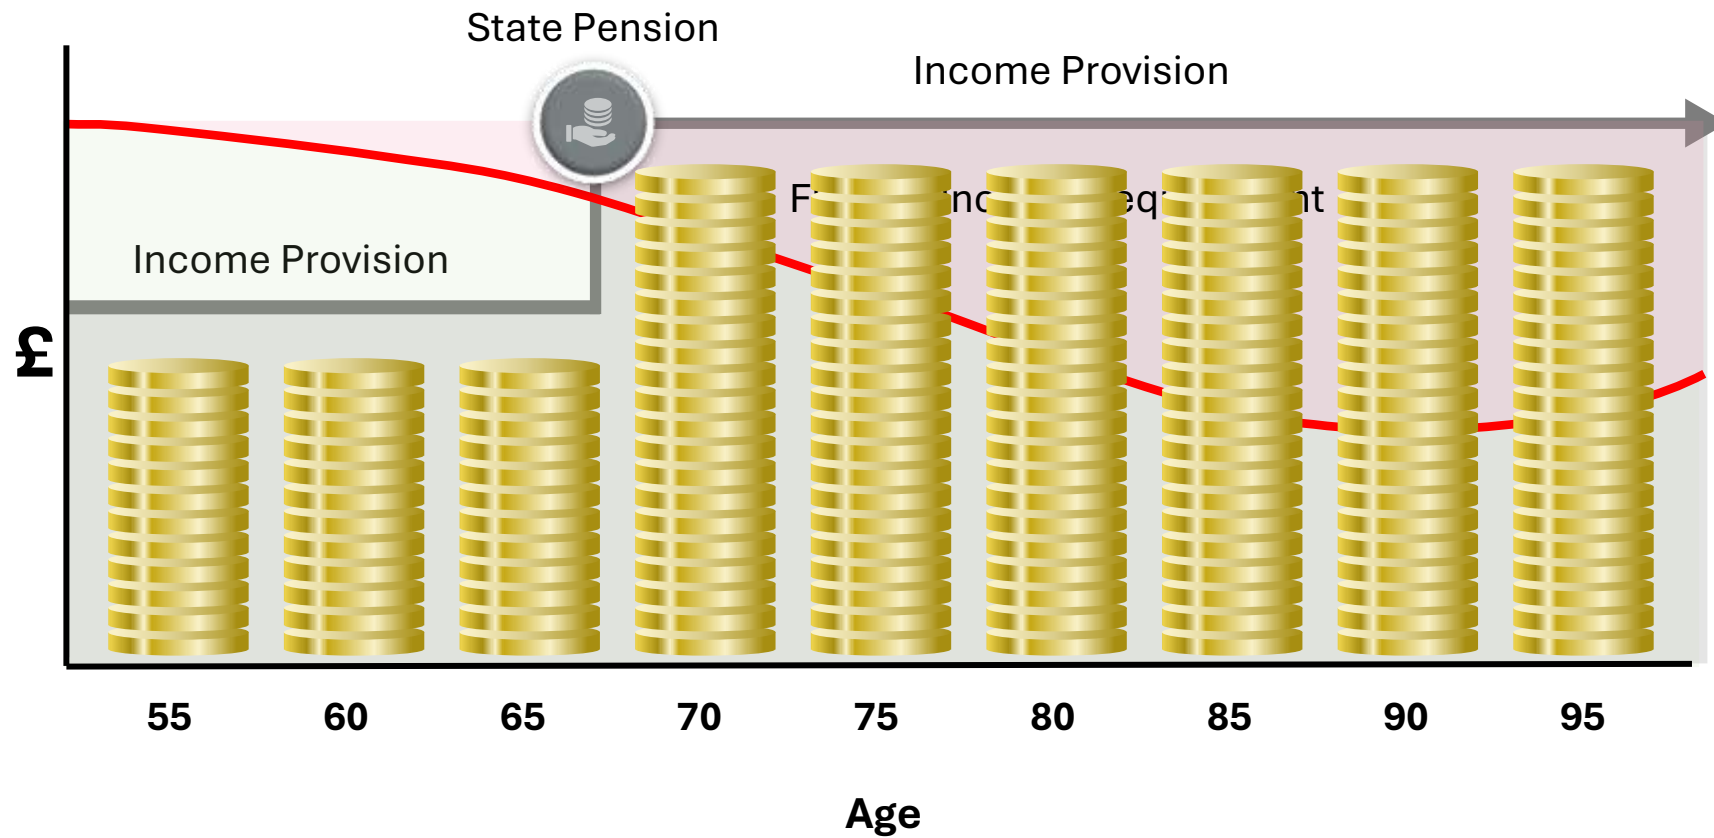 State Pension
Income Provision
Income Provision
£
55 60 65 70 75 80 85 90 95
Age